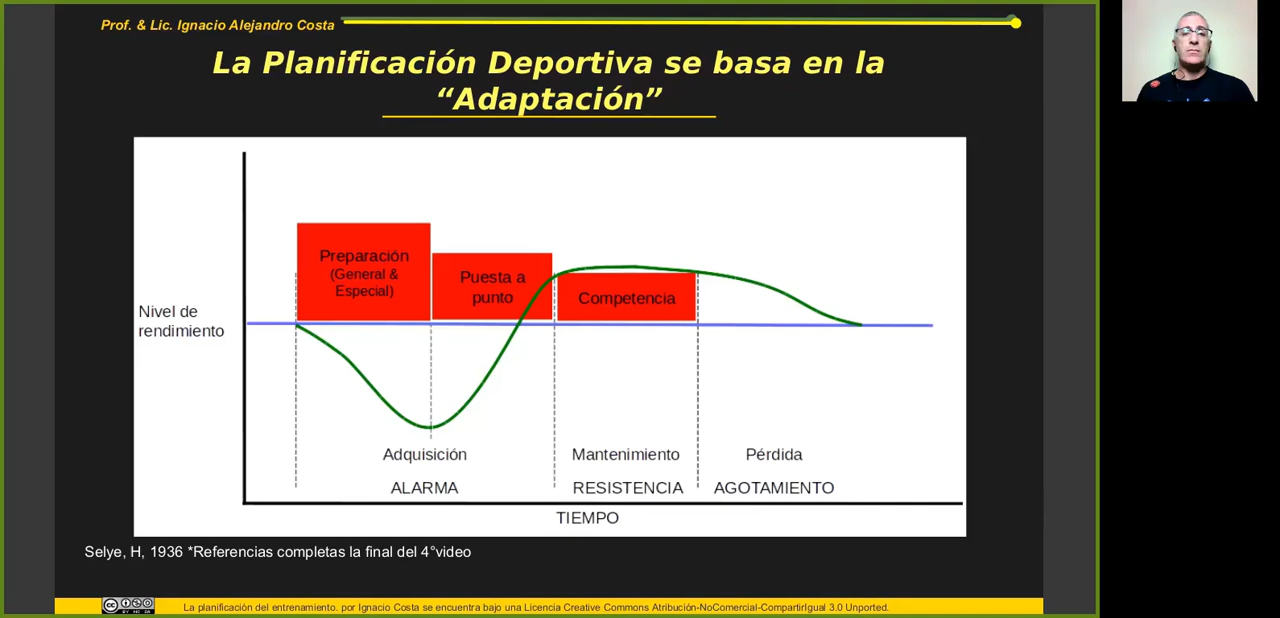 Prof. & Lic. Ignacio Alejandro Costa
La Planificación Deportiva se basa en la
“Adaptación”
Preparación
(General &
Especial)
Puesta a
punto
Competencia
Nivel de
rendimiento
Adquisición
Mantenimiento
Pérdida
ALARMA
RESISTENCIA
AGOTAMIENTO
TIEMPO
Selye, H, 1936 *Referencias completas la final del 4°video
La planificación del entrenamiento. por Ignacio Costa se encuentra bajo una Licencia Creative Commons Atribución-NoComercial-CompartirIgual 3.0 Unported.